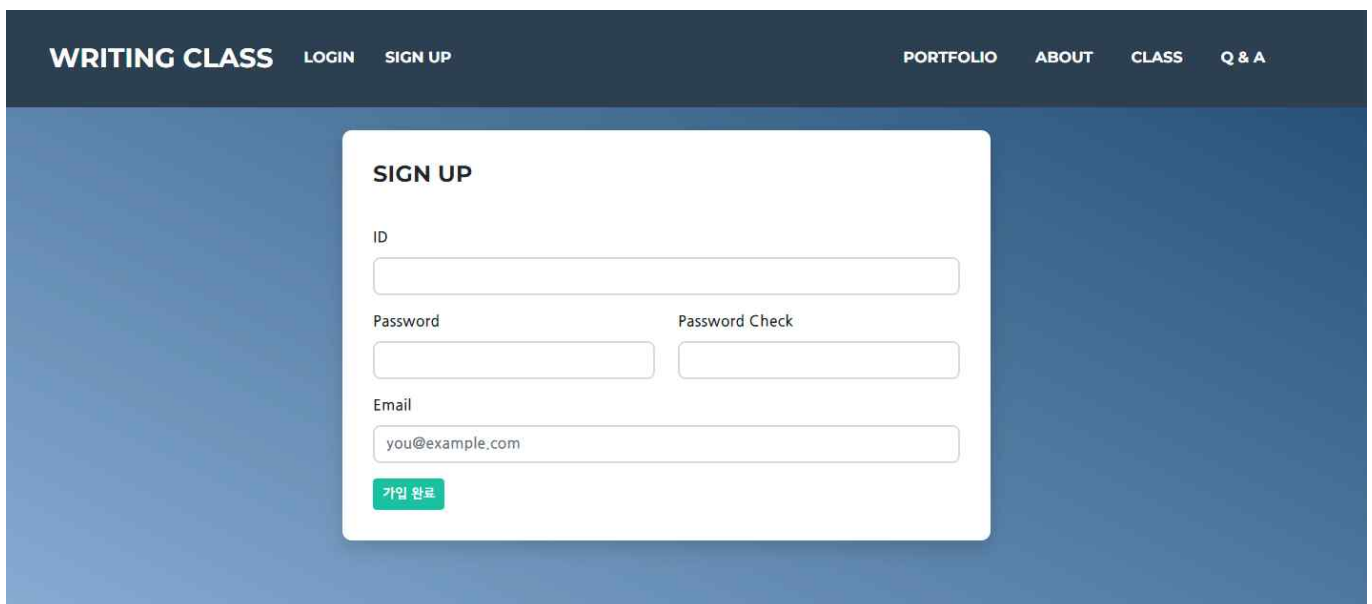 WRITING CLASS LOGIN SIGN UP PORTFOLIO ABOUT CLASS Q & A
SIGN UP
ID
Password Password Check
Email
you@example.com
가입 완료